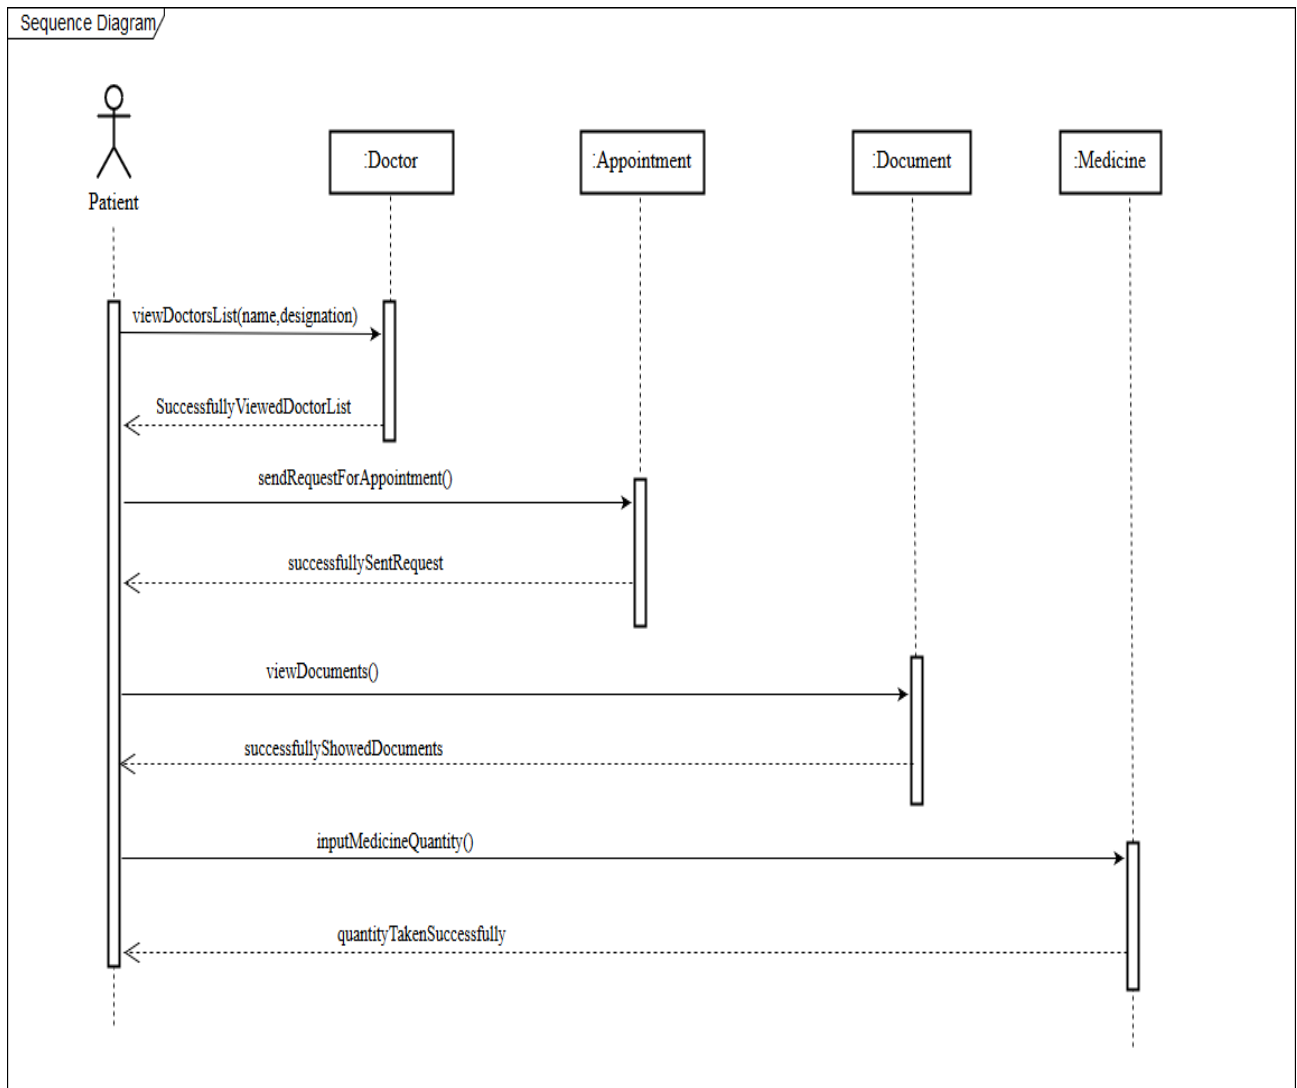 Sequence Diagram
Patient
:Doctor
:Appointment
:Document
:Medicine
viewDoctorsList(name,designation)
SuccessfullyViewedDoctorList
sendRequestForAppointment()
successfullySentRequest
viewDocuments()
successfullyShowedDocuments
inputMedicineQuantity()
quantityTakenSuccessfully